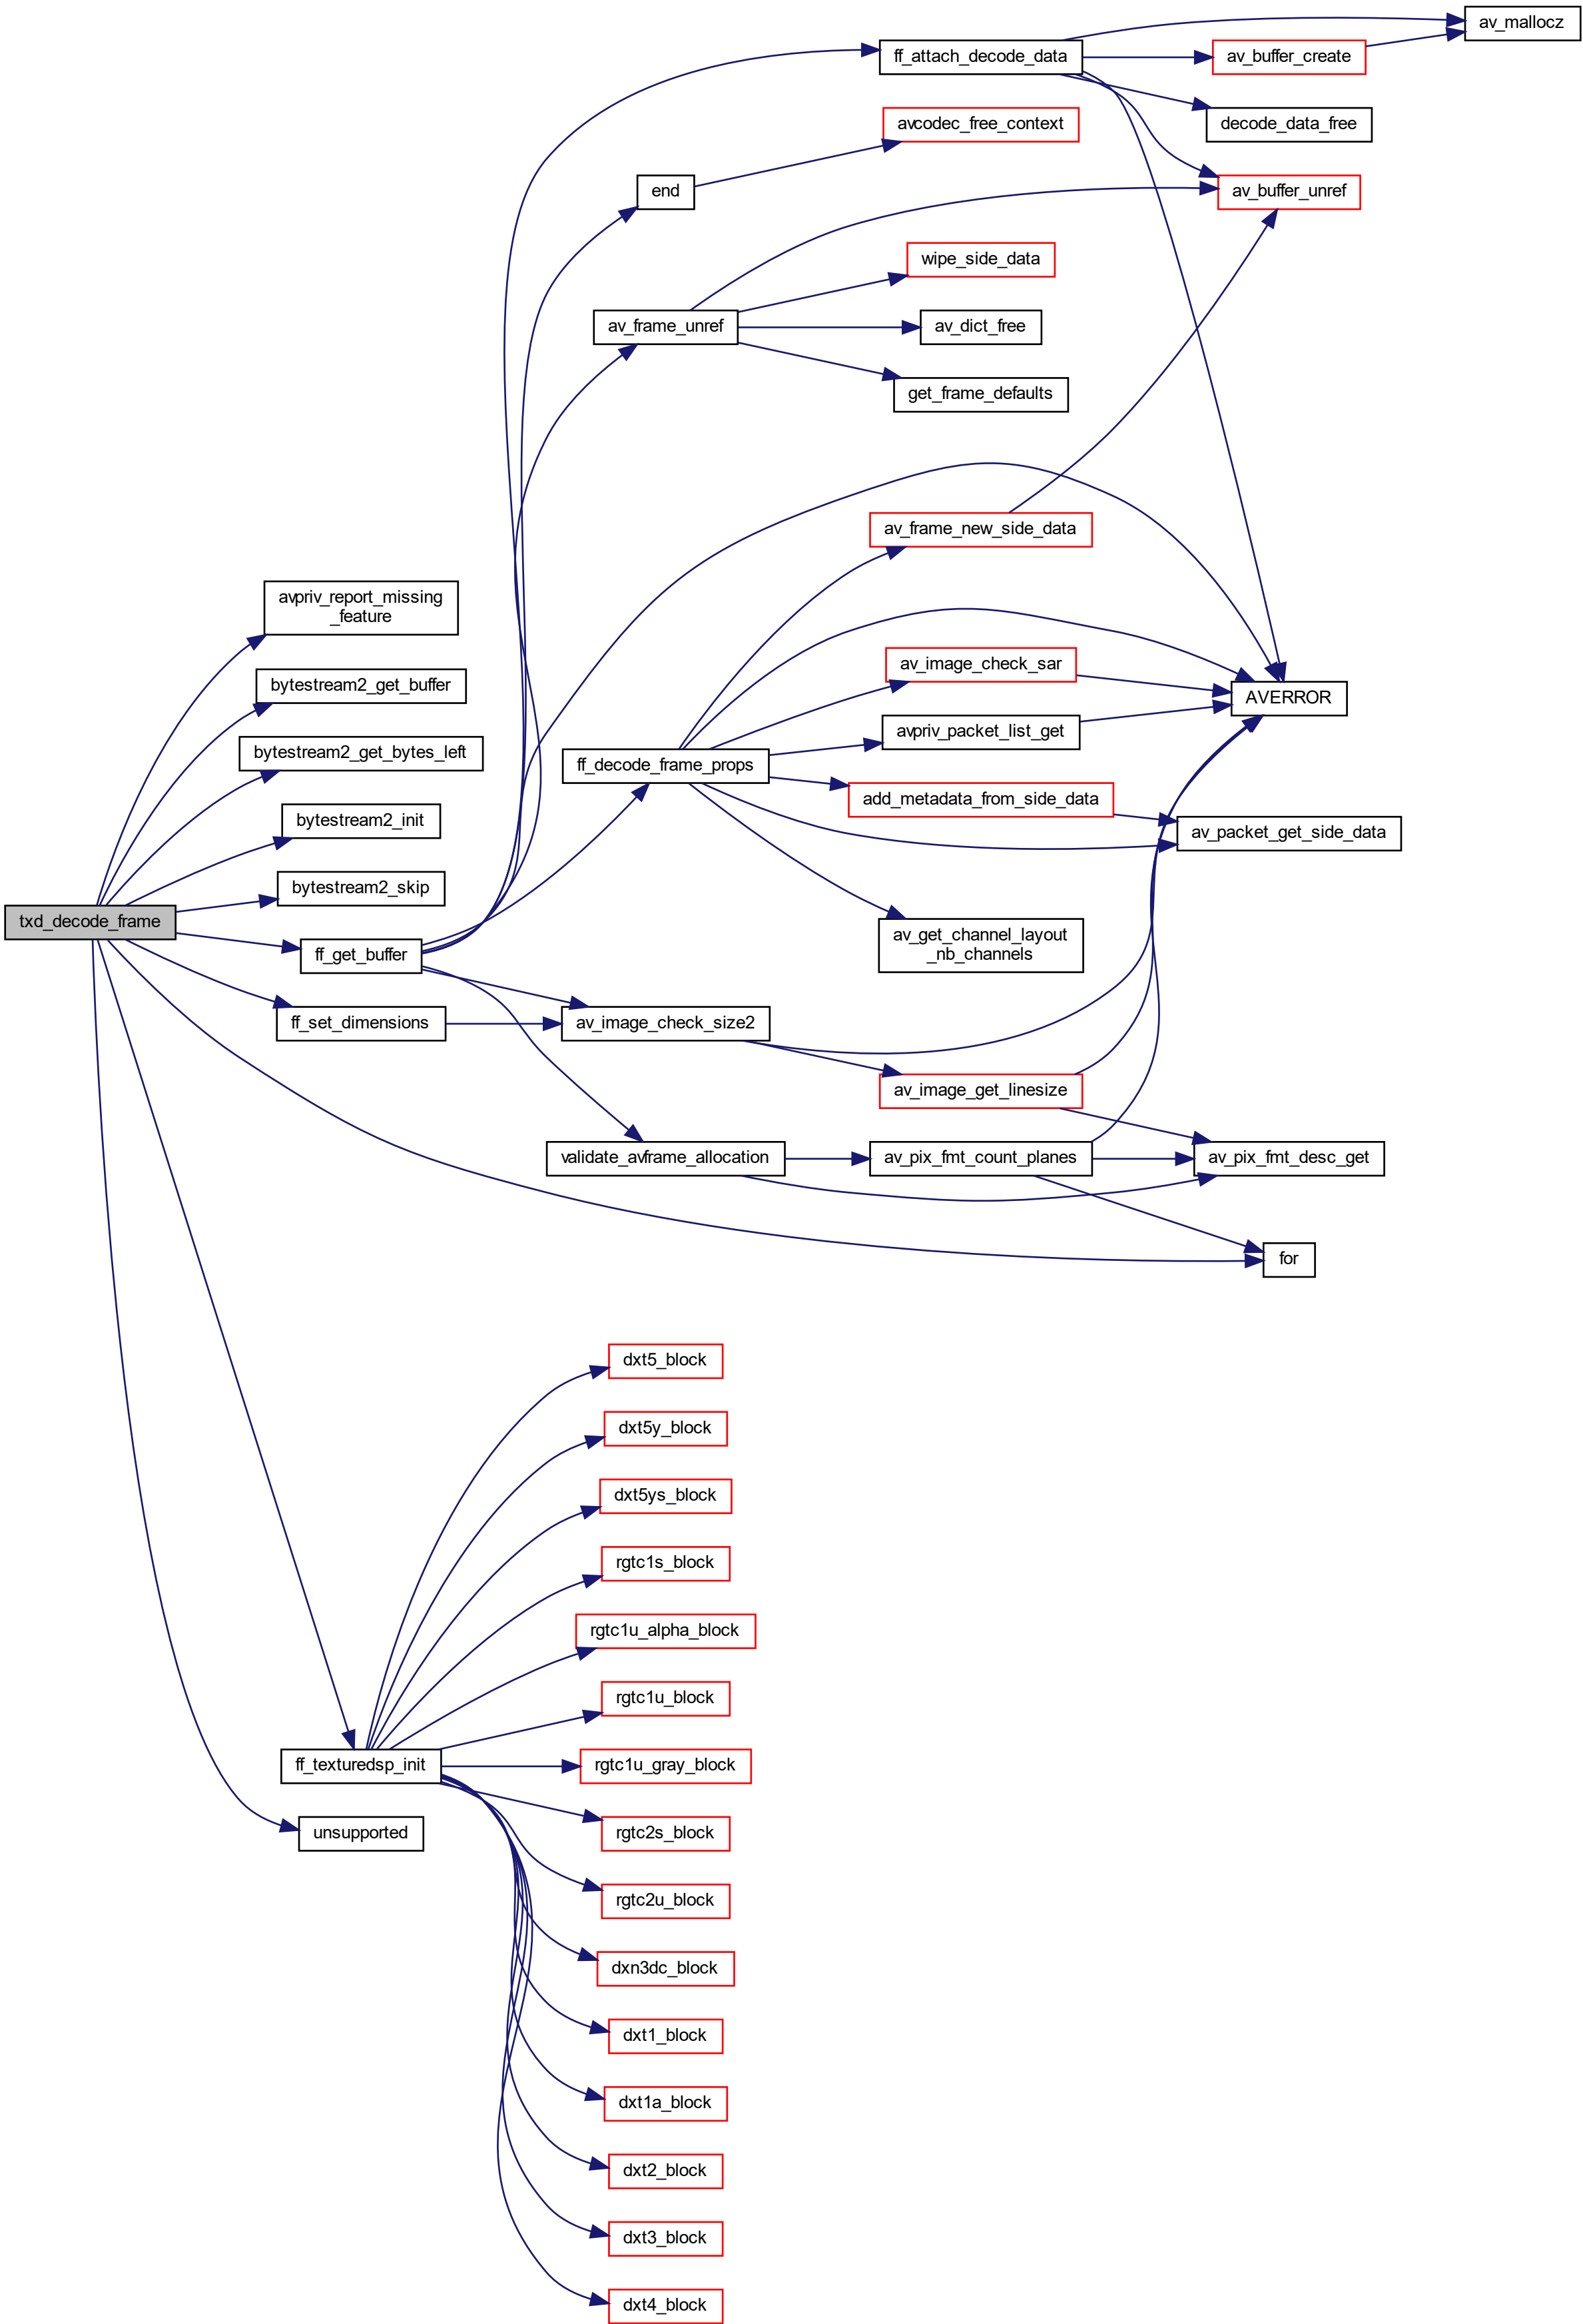 av_mallocz
ff_attach_decode_data
av_buffer_create
avcodec_free_context
decode_data_free
end
av_buffer_unref
wipe_side_data
av_frame_unref
av_dict_free
get_frame_defaults
av_frame_new_side_data
avpriv_report_missing
_feature
bytestream2_get_buffer
av_image_check_sar
AVERROR
bytestream2_get_bytes_left
avpriv_packet_list_get
ff_decode_frame_props
add_metadata_from_side_data
bytestream2_init
av_packet_get_side_data
bytestream2_skip
txd_decode_frame
av_get_channel_layout
_nb_channels
ff_get_buffer
ff_set_dimensions
av_image_check_size2
av_image_get_linesize
validate_avframe_allocation
av_pix_fmt_count_planes
av_pix_fmt_desc_get
for
dxt5_block
dxt5y_block
dxt5ys_block
rgtc1s_block
rgtc1u_alpha_block
rgtc1u_block
ff_texturedsp_init
rgtc1u_gray_block
unsupported
rgtc2s_block
rgtc2u_block
dxn3dc_block
dxt1_block
dxt1a_block
dxt2_block
dxt3_block
dxt4_block